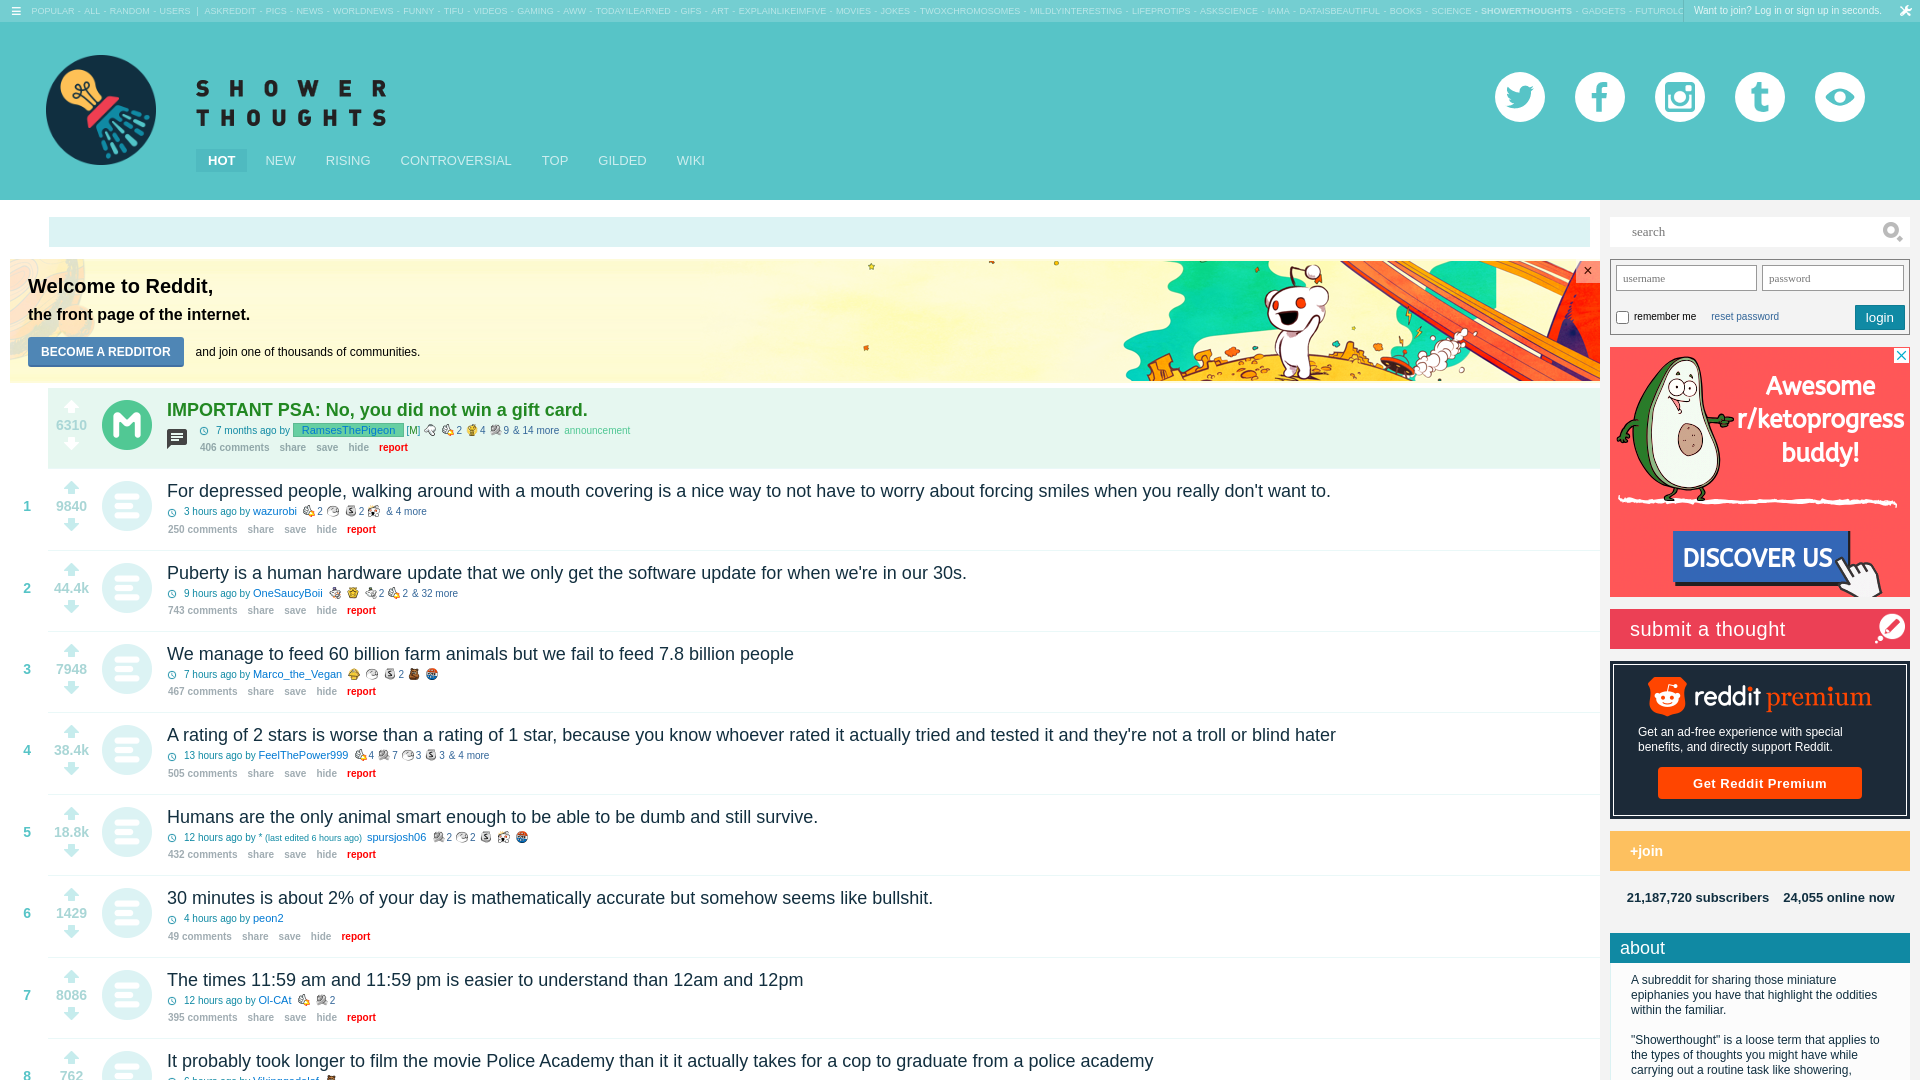 POPULAR - ALL - RANDOM - USERS | ASKREDDIT - PICS - NEWS - WORLDNEWS - FUNNY - TIFU - VIDEOS - GAMING - AWW - TODAYILEARNED - GIFS - ART - EXPLAINLIKEIMFIVE - MOVIES - JOKES - TWOXCHROMOSOMES - MILDLYINTERESTING - LIFEPROTIPS - ASKSCIENCE - IAMA - DATAISBEAUTIFUL - BOOKS - SCIENCE - SHOWERTHOUGHTS - GADGETS - FUTUROLO
Want to join? Log in or sign up in seconds.
SHOWER
THOUGHTS
HOT NEW RISING CONTROVERSIAL TOP GILDED WIKI
search
Welcome to Reddit,
the front page of the internet.
BECOME A REDDITOR and join one of thousands of communities.
×
username password
remember me reset password login
6310
IMPORTANT PSA: No, you did not win a gift card.
7 months ago by RamsesThePigeon [M] 2 4 9 & 14 more announcement
406 comments share save hide report
1 9840
For depressed people, walking around with a mouth covering is a nice way to not have to worry about forcing smiles when you really don't want to.
3 hours ago by wazurobi 2 2 & 4 more
250 comments share save hide report
2 44.4k
Puberty is a human hardware update that we only get the software update for when we're in our 30s.
9 hours ago by OneSaucyBoii 2 2 & 32 more
743 comments share save hide report
3 7948
We manage to feed 60 billion farm animals but we fail to feed 7.8 billion people
7 hours ago by Marco_the_Vegan 2
467 comments share save hide report
4 38.4k
A rating of 2 stars is worse than a rating of 1 star, because you know whoever rated it actually tried and tested it and they're not a troll or blind hater
13 hours ago by FeelThePower999 4 7 3 3 & 4 more
505 comments share save hide report
5 18.8k
Humans are the only animal smart enough to be able to be dumb and still survive.
12 hours ago by * (last edited 6 hours ago) spursjosh06 2 2
432 comments share save hide report
6 1429
30 minutes is about 2% of your day is mathematically accurate but somehow seems like bullshit.
4 hours ago by peon2
49 comments share save hide report
7 8086
The times 11:59 am and 11:59 pm is easier to understand than 12am and 12pm
12 hours ago by Ol-CAt 2
395 comments share save hide report
8 762
It probably took longer to film the movie Police Academy than it it actually takes for a cop to graduate from a police academy
Awesome
r/ketoprogress
buddy!
DISCOVER US
submit a thought
reddit premium
Get an ad-free experience with special
benefits, and directly support Reddit.
Get Reddit Premium
+join
21,187,720 subscribers 24,055 online now
about
A subreddit for sharing those miniature
epiphanies you have that highlight the oddities
within the familiar.
"Showerthought" is a loose term that applies to
the types of thoughts you might have while
carrying out a routine task like showering,